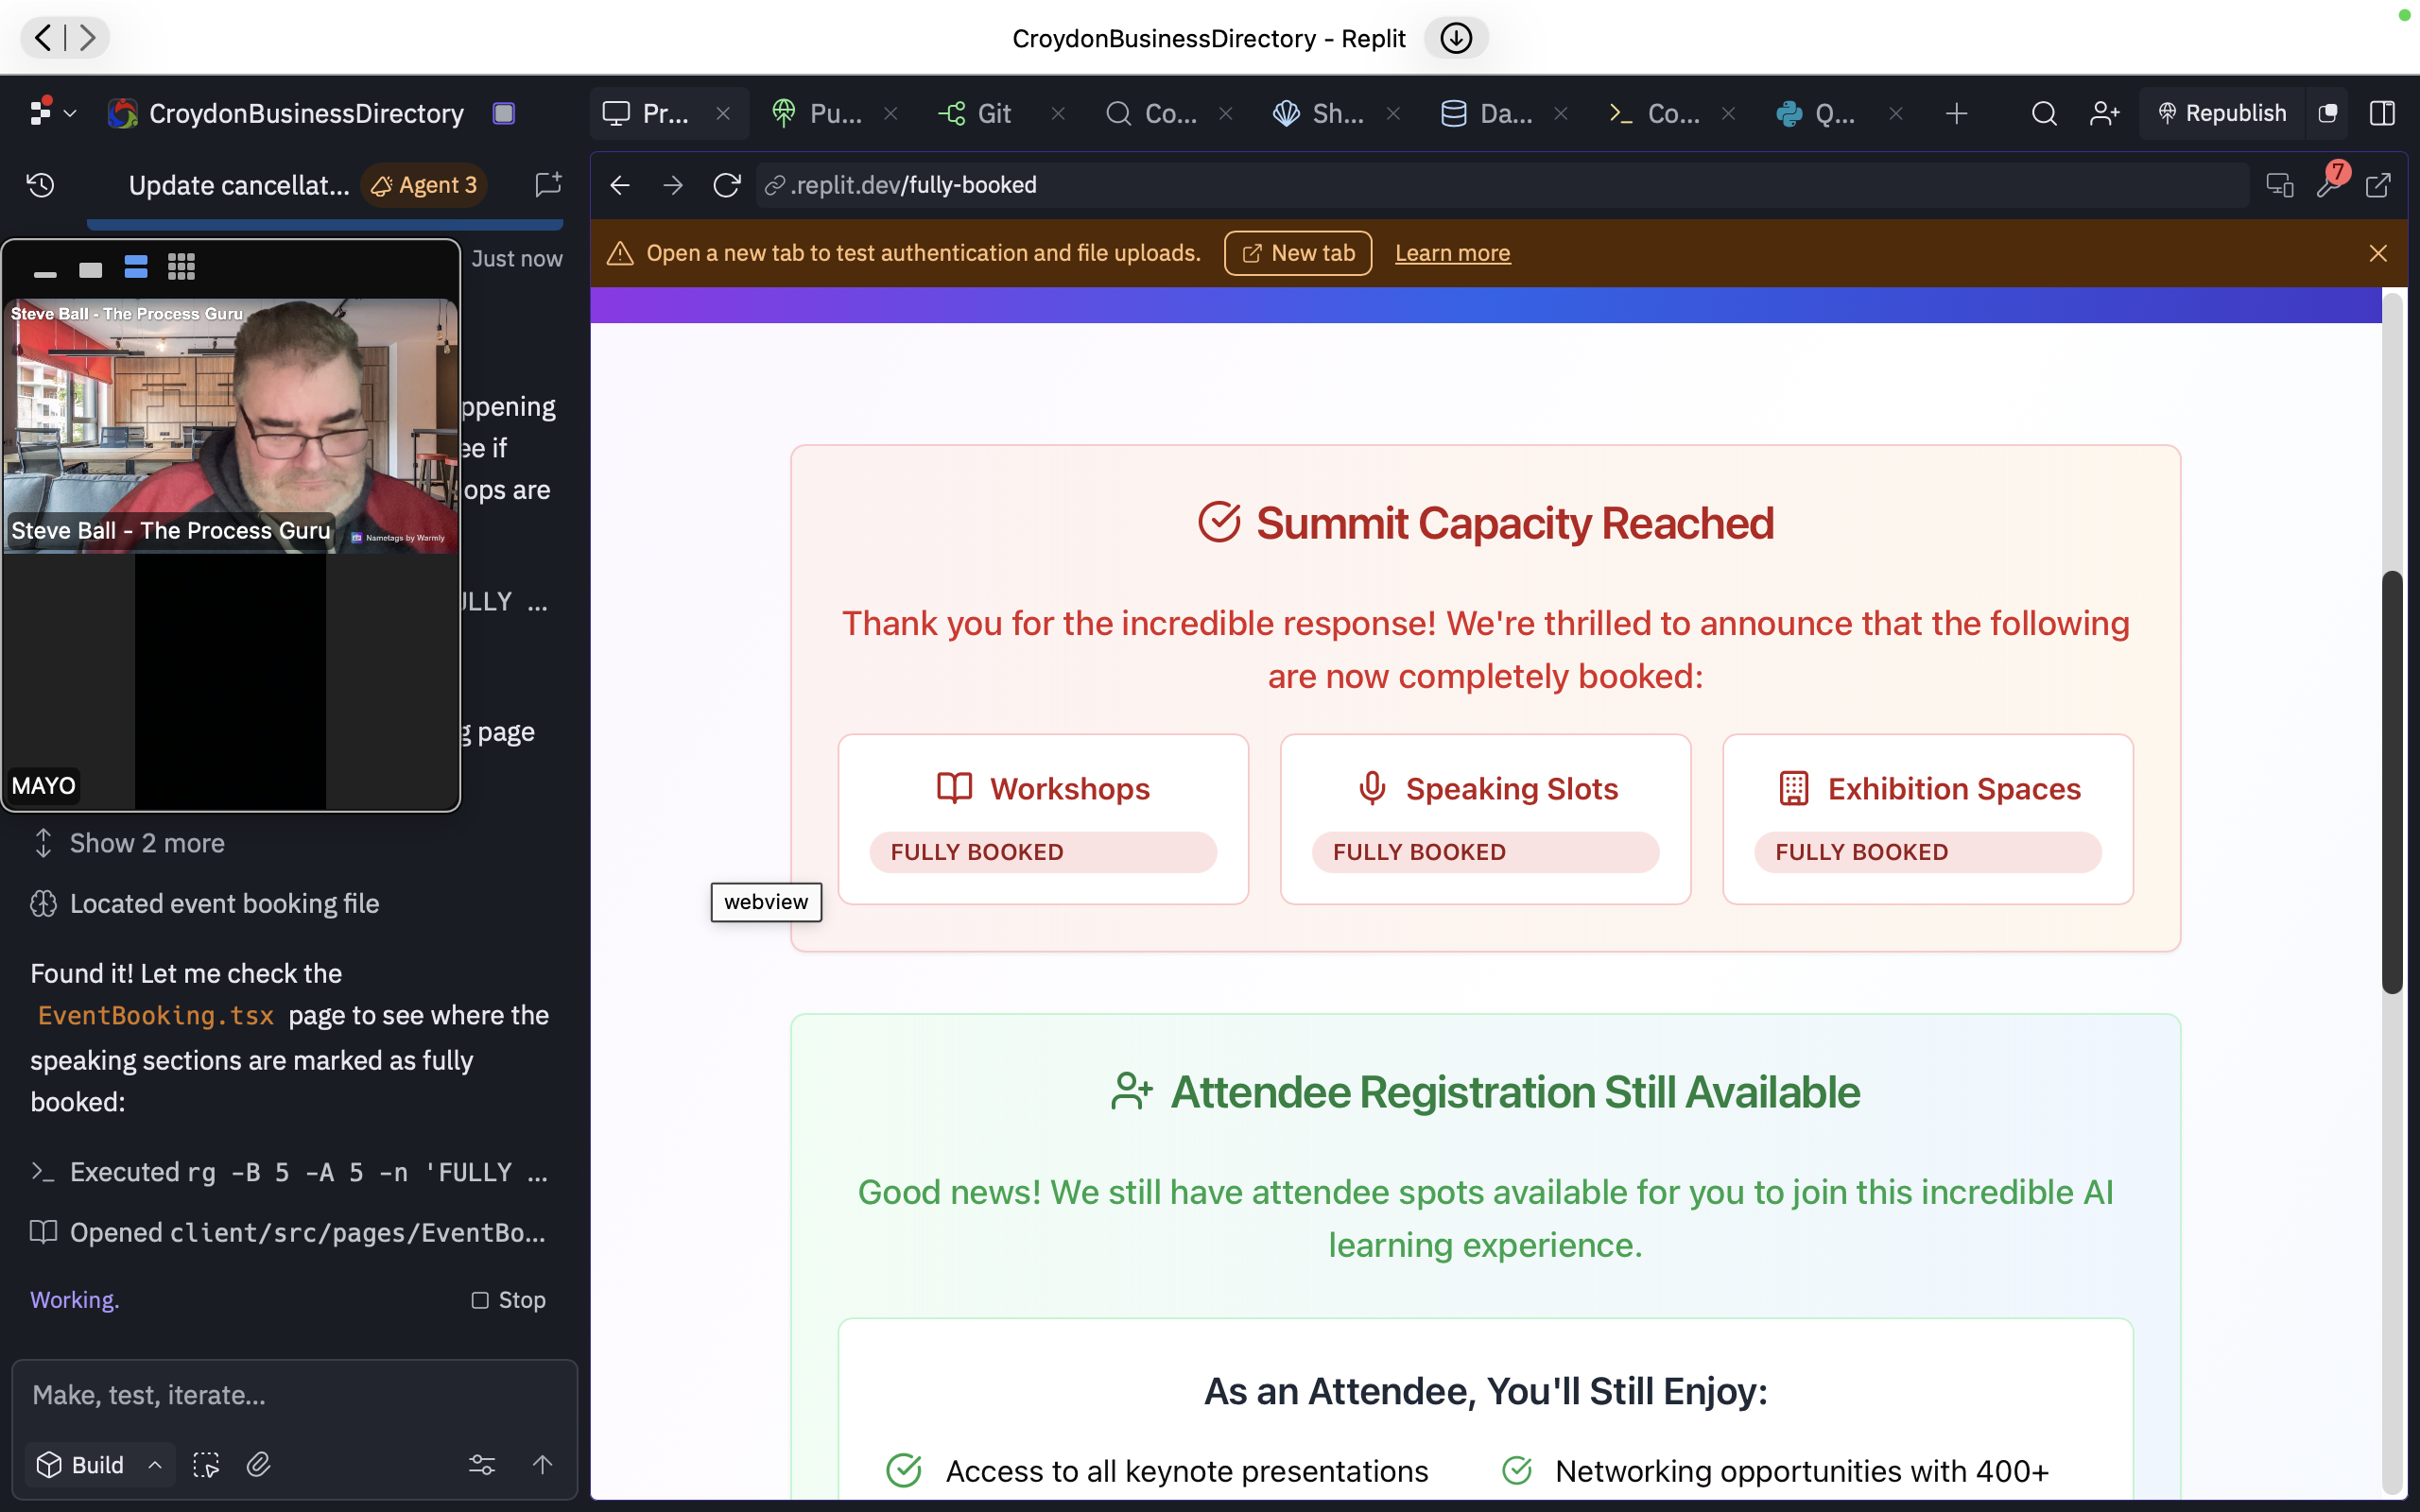 CroydonBusinessDirectory - Replit
CroydonBusinessDirectory
Pr...
Pu...
Git
Co...
Sh...
Da...
Co...
Q...
Republish
Update cancellat...
Agent 3
.replit.dev/fully-booked
7
Open a new tab to test authentication and file uploads.
New tab
Learn more
Just now
Steve Ball - The Process Guru
Steve Ball - The Process Guru
Nametags by Warmly
MAYO
ppening
ee if
ops are
ULLY ...
g page
Show 2 more
Located event booking file
Found it! Let me check the
EventBooking.tsx page to see where the
speaking sections are marked as fully
booked:
Executed rg -B 5 -A 5 -n 'FULLY ...
Opened client/src/pages/EventBo...
Working.
Stop
Make, test, iterate...
Build
Summit Capacity Reached
Thank you for the incredible response! We're thrilled to announce that the following
are now completely booked:
Workshops
FULLY BOOKED
Speaking Slots
FULLY BOOKED
Exhibition Spaces
FULLY BOOKED
webview
Attendee Registration Still Available
Good news! We still have attendee spots available for you to join this incredible AI
learning experience.
As an Attendee, You'll Still Enjoy:
Access to all keynote presentations
Networking opportunities with 400+